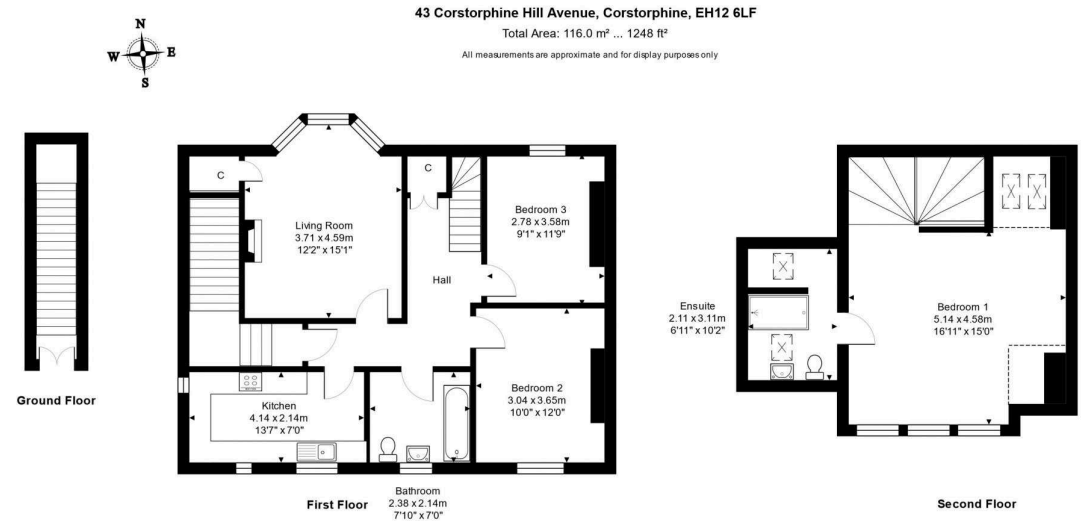 43 Corstorphine Hill Avenue, Corstorphine, EH12 6LF
Total Area: 116.0 m² ... 1248 ft²
All measurements are approximate and for display purposes only
N
W E
S
Ground Floor
C
Living Room
3.71 x 4.59m
12'2" x 15'1"
C
Hall
Bedroom 3
2.78 x 3.58m
9'1" x 11'9"
Kitchen
4.14 x 2.14m
13'7" x 7'0"
Bedroom 2
3.04 x 3.65m
10'0" x 12'0"
Bathroom
2.38 x 2.14m
7'10" x 7'0"
First Floor
Ensuite
2.11 x 3.11m
6'11" x 10'2"
Bedroom 1
5.14 x 4.58m
16'11" x 15'0"
Second Floor